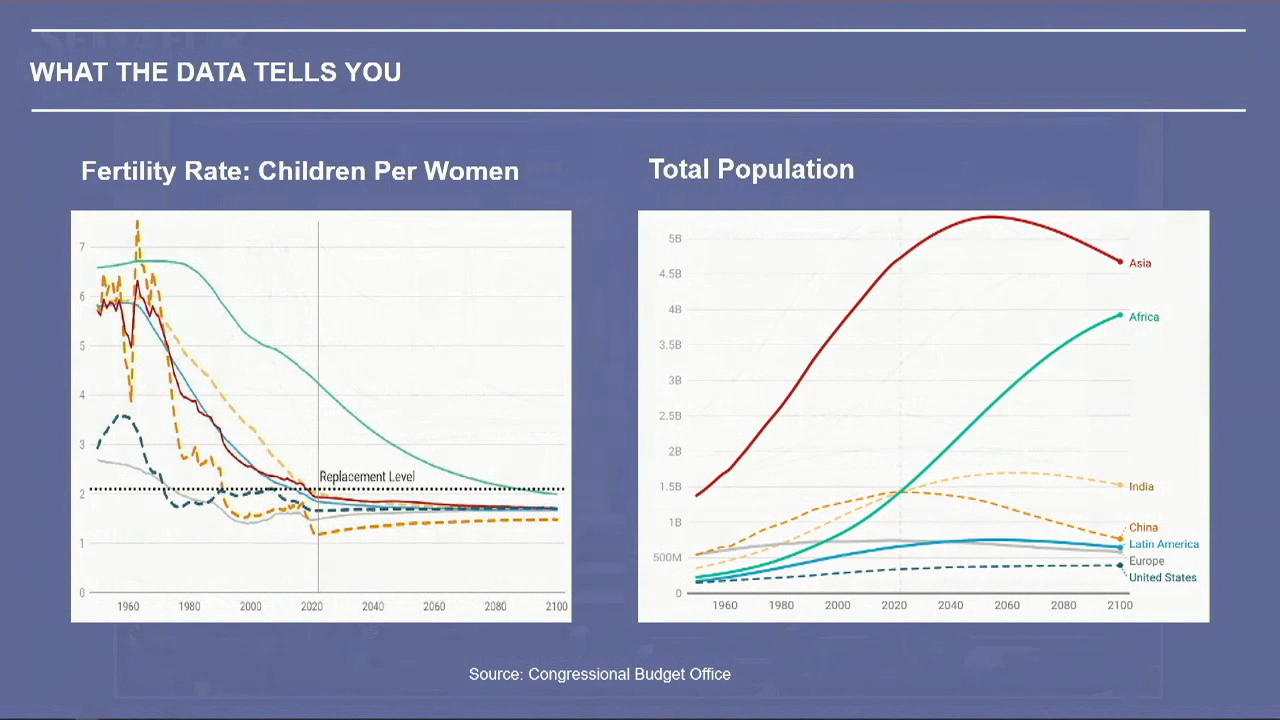 WHAT THE DATA TELLS YOU
Fertility Rate: Children Per Women
Total Population
7
6
5
4
3
2
1
0
Replacement Level
1960 1980 2000 2020 2040 2060 2080 2100
5B
4.5B
4B
3.5B
3B
2.5B
2B
1.5B
1B
500M
0
Asia
Africa
India
China
Latin America
Europe
United States
1960 1980 2000 2020 2040 2060 2080 2100
Source: Congressional Budget Office